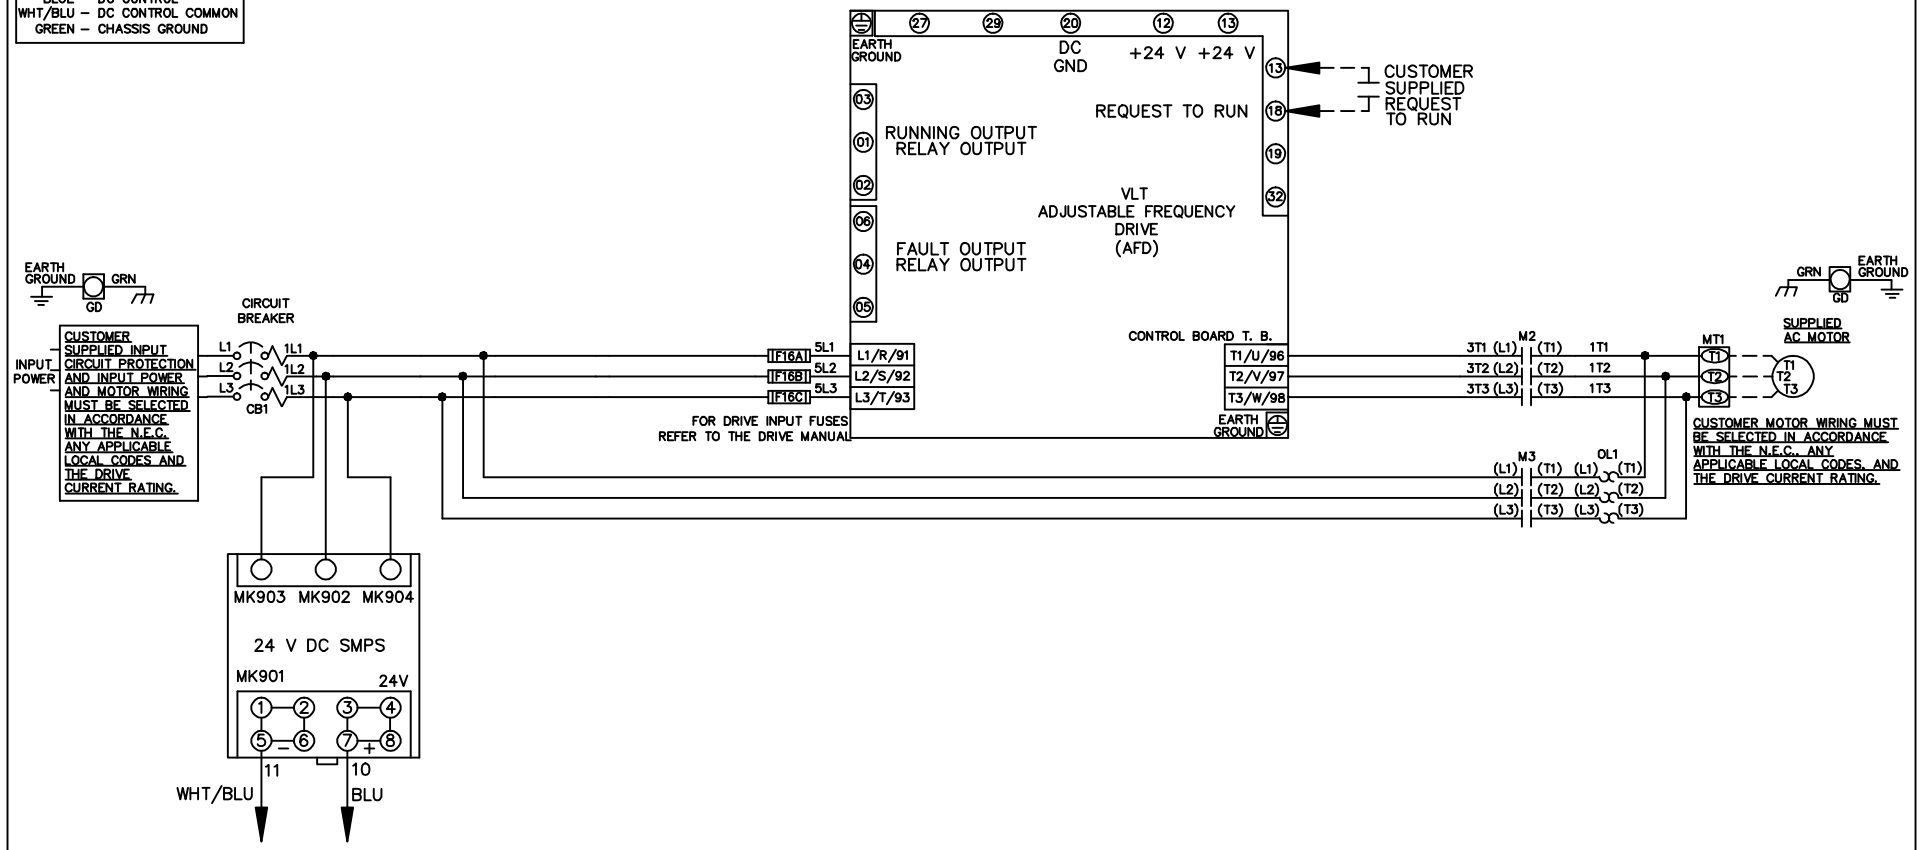 WHT/BLU – DC CONTROL COMMON
GREEN – CHASSIS GROUND
27 29 20 12 13
EARTH
GROUND
DC
GND
+24 V +24 V
13
18
19
32
CUSTOMER
SUPPLIED
REQUEST
TO RUN
REQUEST TO RUN
03
01
02
RUNNING OUTPUT
RELAY OUTPUT
06
04
05
FAULT OUTPUT
RELAY OUTPUT
VLT
ADJUSTABLE FREQUENCY
DRIVE
(AFD)
EARTH
GROUND
GRN
GD
CIRCUIT
BREAKER
INPUT
POWER
CUSTOMER
SUPPLIED INPUT
CIRCUIT PROTECTION
AND INPUT POWER
AND MOTOR WIRING
MUST BE SELECTED
IN ACCORDANCE
WITH THE N.E.C.
ANY APPLICABLE
LOCAL CODES AND
THE DRIVE
CURRENT RATING.
L1 1L1
L2 1L2
L3 1L3
CB1
F16A 5L1 L1/R/91
F16B 5L2 L2/S/92
F16C 5L3 L3/T/93
FOR DRIVE INPUT FUSES
REFER TO THE DRIVE MANUAL
CONTROL BOARD T. B.
T1/U/96
T2/V/97
T3/W/98
EARTH
GROUND
M2
3T1 (L1) (T1) 1T1
3T2 (L2) (T2) 1T2
3T3 (L3) (T3) 1T3
MT1
T1
T2
T3
T1
T2
T3
GRN
EARTH
GROUND
GD
SUPPLIED
AC MOTOR
CUSTOMER MOTOR WIRING MUST
BE SELECTED IN ACCORDANCE
WITH THE N.E.C., ANY
APPLICABLE LOCAL CODES, AND
THE DRIVE CURRENT RATING.
M3 OL1
(L1) (T1) (L1) (T1)
(L2) (T2) (L2) (T2)
(L3) (T3) (L3) (T3)
MK903 MK902 MK904
24 V DC SMPS
MK901 24V
1 2 3 4
5 – 6 7 + 8
11 10
WHT/BLU BLU